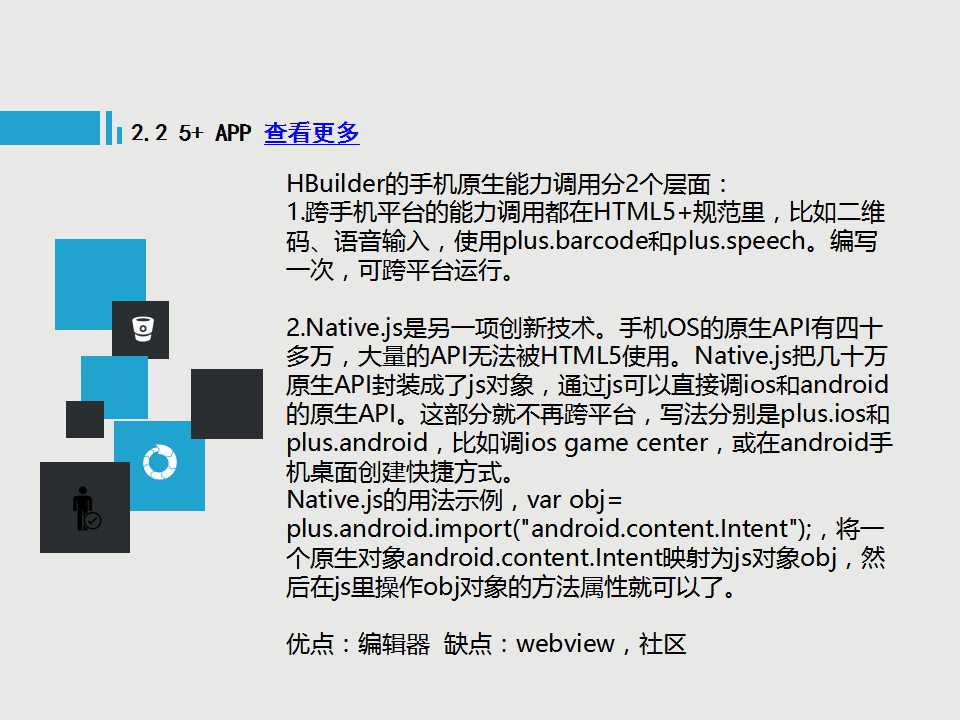 2.2 5+ APP 查看更多
HBuilder的手机原生能力调用分2个层面：
1.跨手机平台的能力调用都在HTML5+规范里，比如二维
码、语音输入，使用plus.barcode和plus.speech。编写
一次，可跨平台运行。
2.Native.js是另一项创新技术。手机OS的原生API有四十
多万，大量的API无法被HTML5使用。Native.js把几十万
原生API封装成了js对象，通过js可以直接调ios和android
的原生API。这部分就不再跨平台，写法分别是plus.ios和
plus.android，比如调ios game center，或在android手
机桌面创建快捷方式。
Native.js的用法示例，var obj=
plus.android.import("android.content.Intent");，将一
个原生对象android.content.Intent映射为js对象obj，然
后在js里操作obj对象的方法属性就可以了。
优点：编辑器 缺点：webview，社区